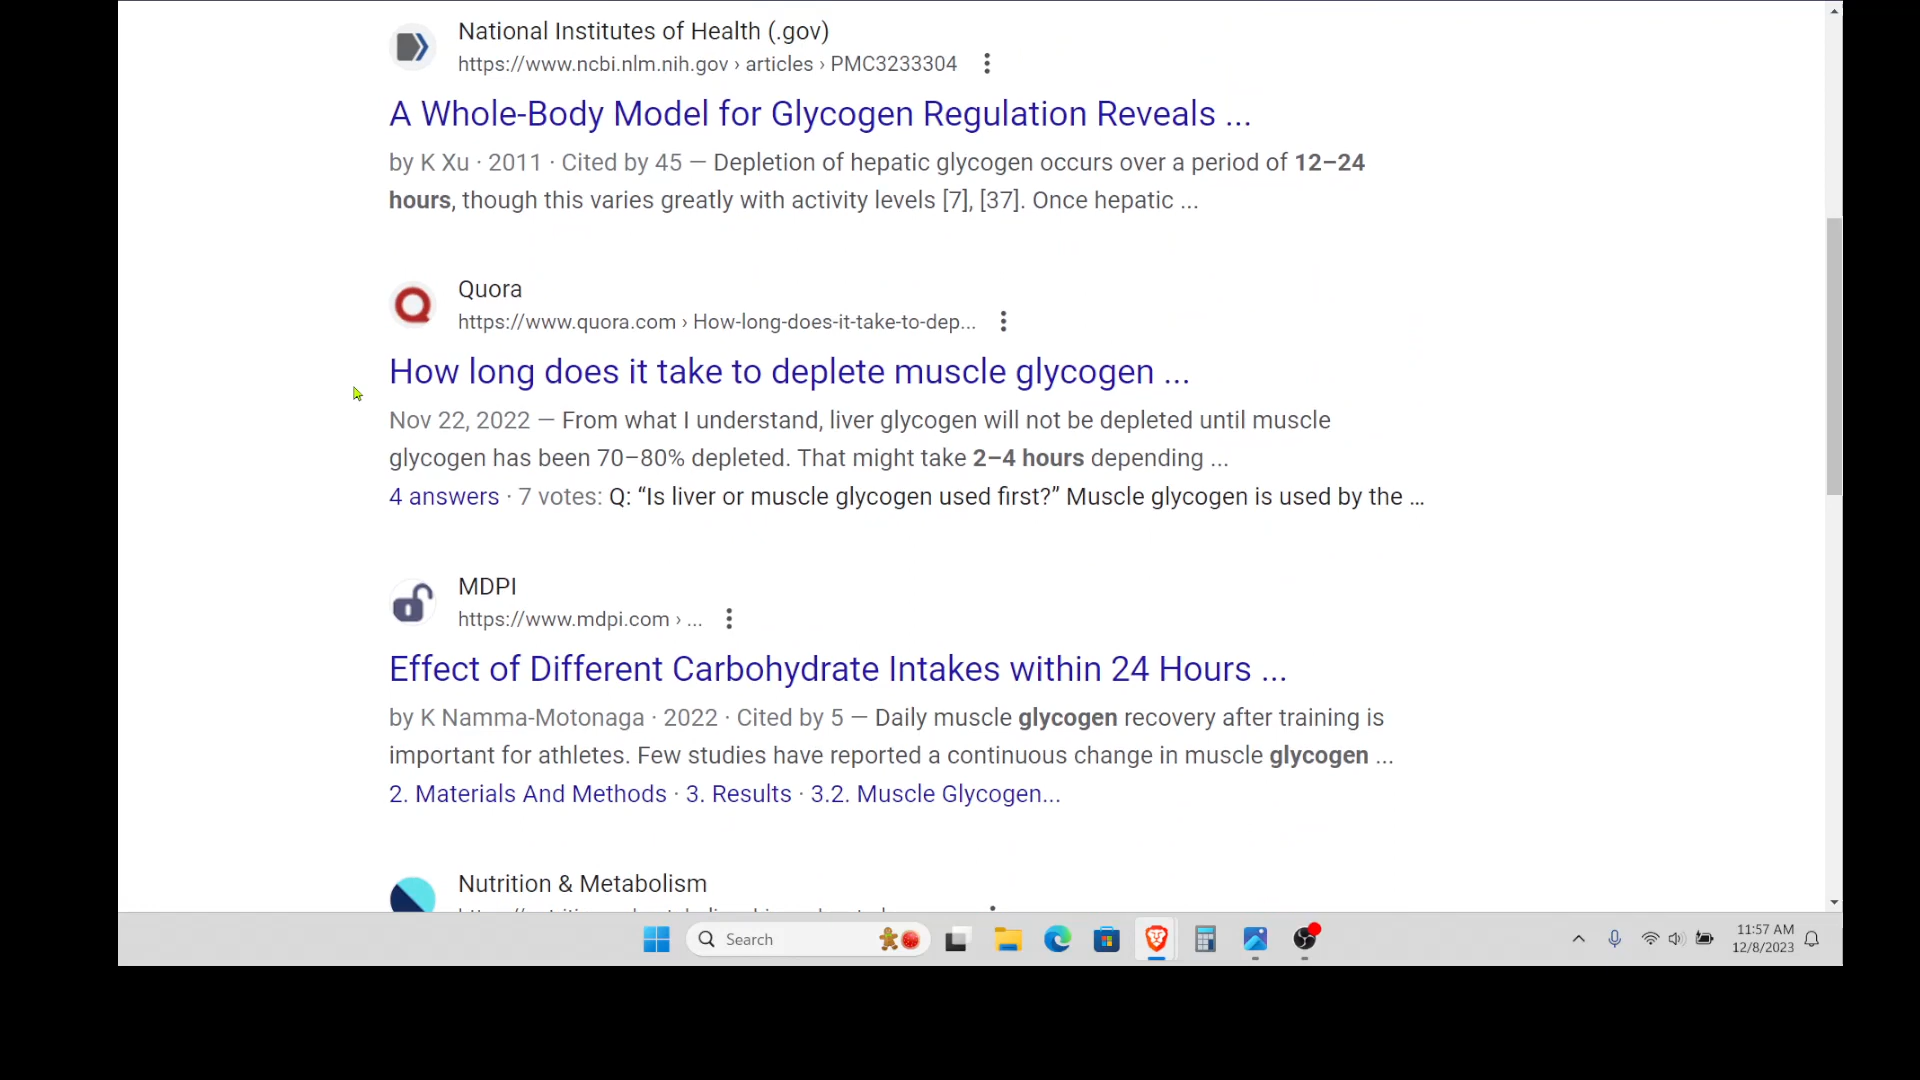 National Institutes of Health (.gov)
https://www.ncbi.nlm.nih.gov › articles › PMC3233304
A Whole-Body Model for Glycogen Regulation Reveals ...
by K Xu · 2011 · Cited by 45 — Depletion of hepatic glycogen occurs over a period of 12–24
hours, though this varies greatly with activity levels [7], [37]. Once hepatic ...
Quora
https://www.quora.com › How-long-does-it-take-to-dep...
How long does it take to deplete muscle glycogen ...
Nov 22, 2022 — From what I understand, liver glycogen will not be depleted until muscle
glycogen has been 70–80% depleted. That might take 2–4 hours depending ...
4 answers · 7 votes: Q: “Is liver or muscle glycogen used first?” Muscle glycogen is used by the ...
MDPI
https://www.mdpi.com › ...
Effect of Different Carbohydrate Intakes within 24 Hours ...
by K Namma-Motonaga · 2022 · Cited by 5 — Daily muscle glycogen recovery after training is
important for athletes. Few studies have reported a continuous change in muscle glycogen ...
2. Materials And Methods · 3. Results · 3.2. Muscle Glycogen...
Nutrition & Metabolism
Search
11:57 AM
12/8/2023